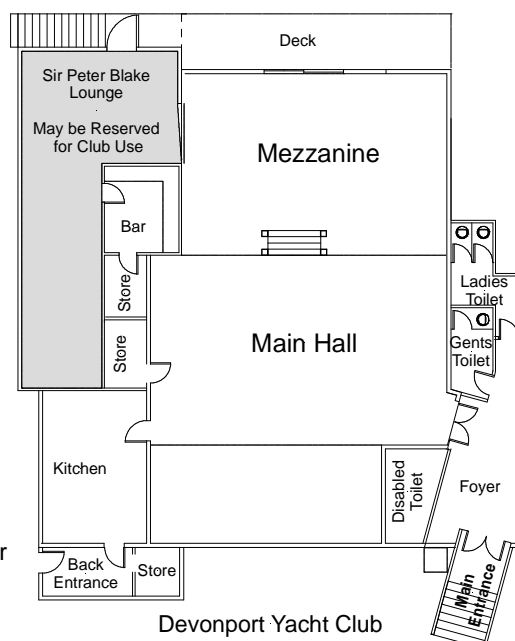 Deck
Sir Peter Blake
Lounge
May be Reserved
for Club Use
Mezzanine
Bar
Store
Ladies
Toilet
Main Hall
Store
Gents
Toilet
Kitchen
Disabled
Toilet
Foyer
r
Back
Entrance
Store
Main
Entrance
Devonport Yacht Club